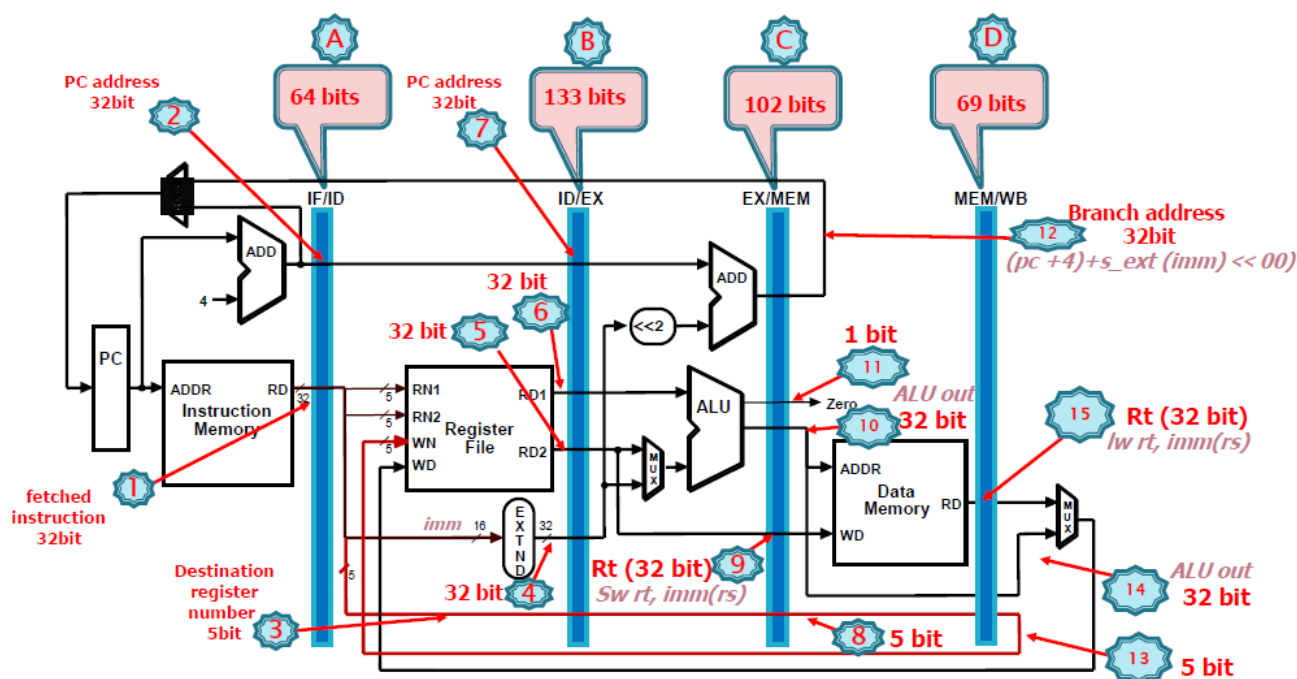 A
B
C
D
PC address
32bit
64 bits
PC address
32bit
133 bits
102 bits
69 bits
2
7
IF/ID
ID/EX
EX/MEM
MEM/WB
Branch address
12
32bit
(pc +4)+s_ext (imm) << 00)
ADD
ADD
4
32 bit
6
<<2
32 bit
5
1 bit
11
PC
ADDR
RD
32
Instruction
Memory
5
RN1
5
RN2
5
WN
WD
RD1
Register
File
RD2
MUX
ALU
Zero
ALU out
10
32 bit
15
Rt (32 bit)
lw rt, imm(rs)
ADDR
Data
Memory
RD
WD
MUX
1
fetched
instruction
32bit
imm
16
EXTND
32
5
Rt (32 bit)
9
Sw rt, imm(rs)
ALU out
14
32 bit
Destination
register
number
5bit
3
32 bit
4
8
5 bit
13
5 bit